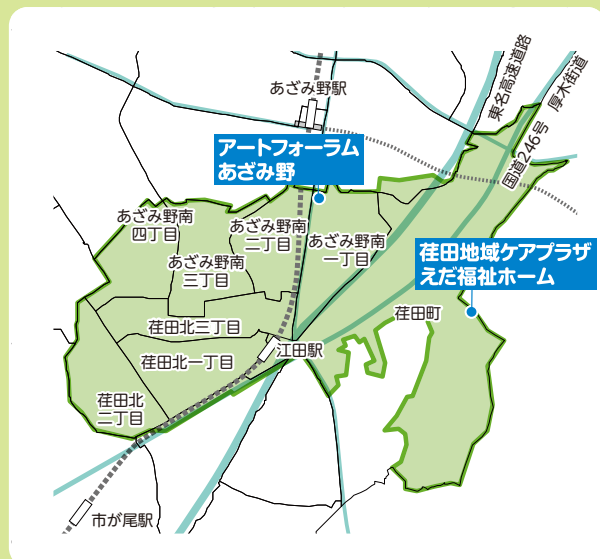 あざみ野駅
東名高速道路
厚木街道
国道246号
アートフォーラム
あざみ野
あざみ野南
四丁目
あざみ野南
二丁目
あざみ野南
一丁目
あざみ野南
三丁目
荏田地域ケアプラザ
えだ福祉ホーム
荏田北三丁目
荏田町
江田駅
荏田北一丁目
荏田北
二丁目
市が尾駅